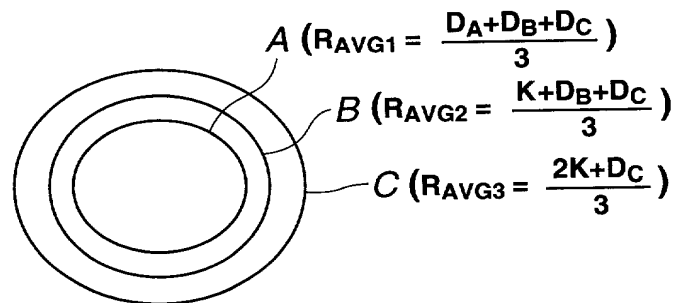 A (R_AVG1 = (D_A+D_B+D_C)/3)
B (R_AVG2 = (K+D_B+D_C)/3)
C (R_AVG3 = (2K+D_C)/3)